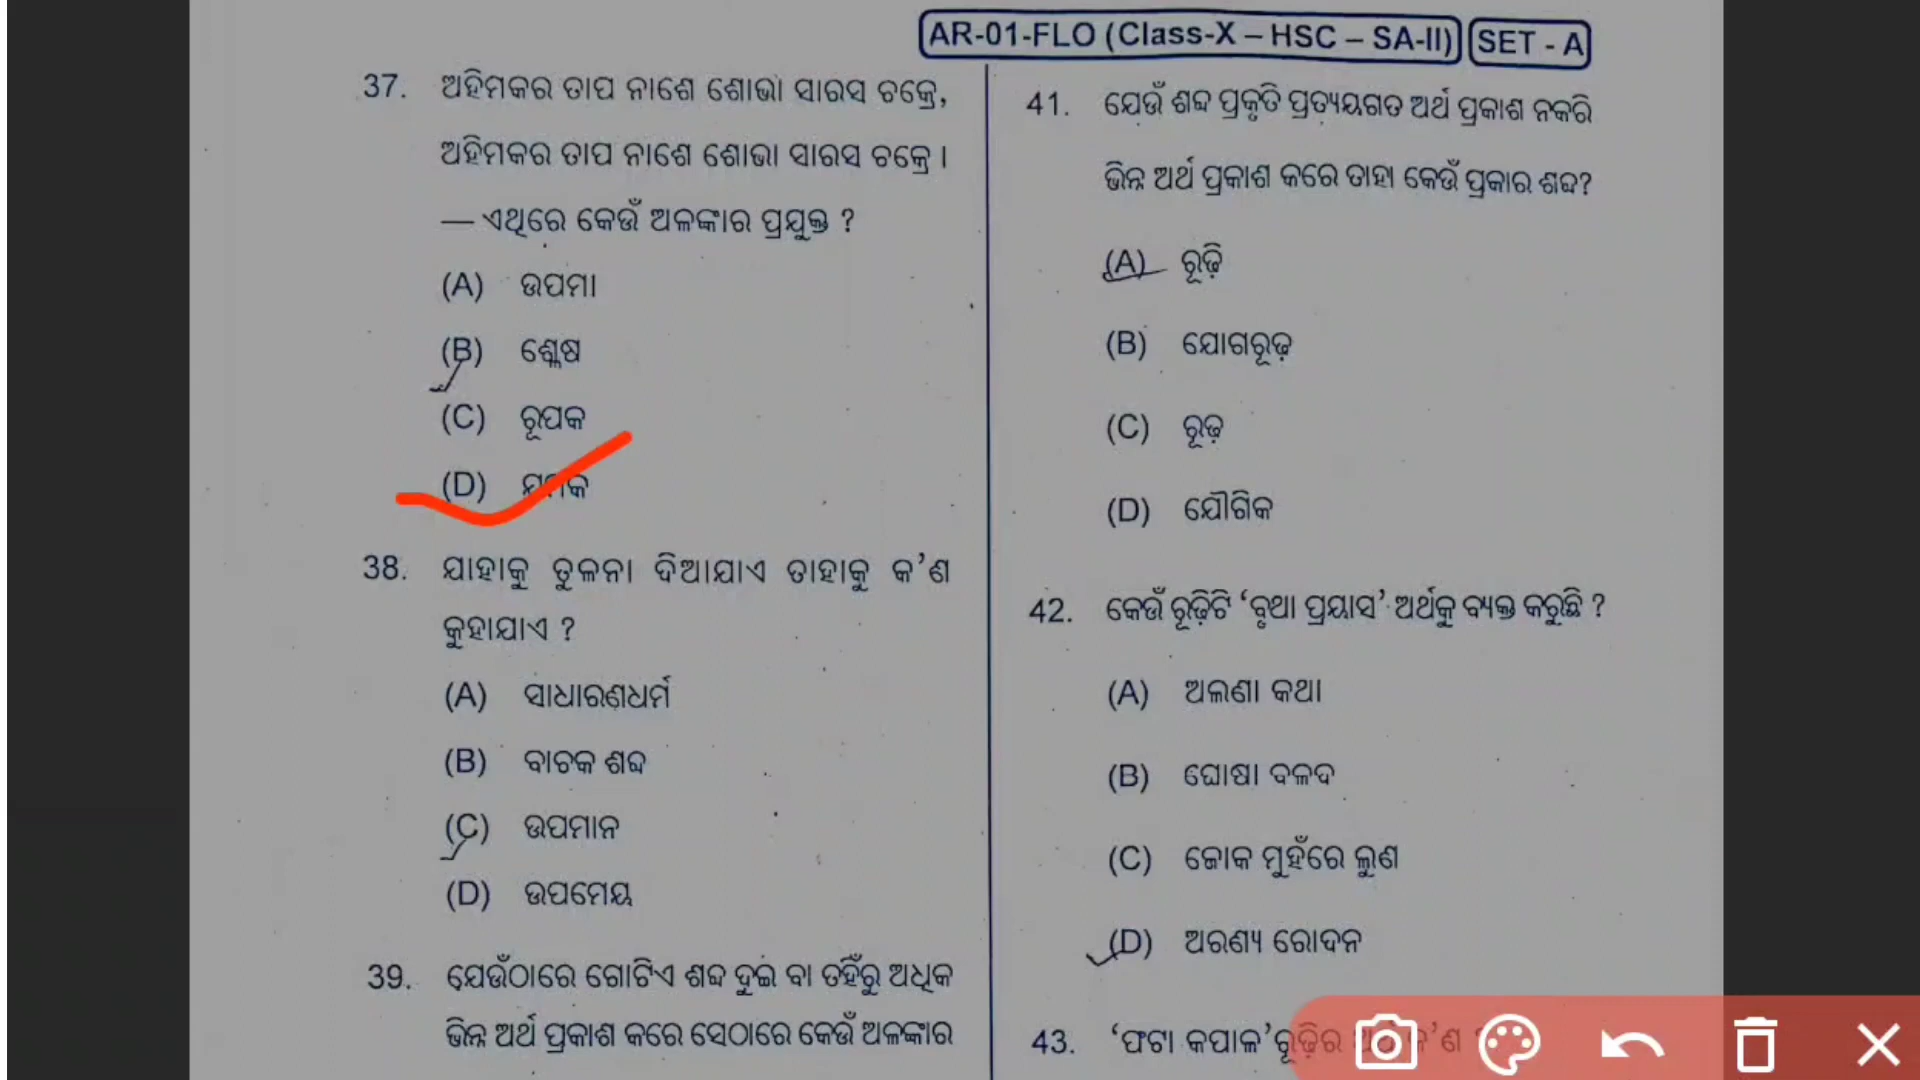 AR-01-FLO (Class-X – HSC – SA-II) SET - A
37. ଅହିମକର ତାପ ନାଶେ ଶୋଭା ସାରସ ଚକ୍ରେ,
ଅହିମକର ତାପ ନାଶେ ଶୋଭା ସାରସ ଚକ୍ରେ ।
— ଏଥିରେ କେଉଁ ଅଳଙ୍କାର ପ୍ରଯୁକ୍ତ ?
(A) ଉପମା
(B) ଶ୍ଳେଷ
(C) ରୂପକ
(D) ଯମକ
38. ଯାହାକୁ ତୁଳନା ଦିଆଯାଏ ତାହାକୁ କ'ଣ
କୁହାଯାଏ ?
(A) ସାଧାରଣଧର୍ମ
(B) ବାଚକ ଶବ୍ଦ
(C) ଉପମାନ
(D) ଉପମେୟ
39. ଯେଉଁଠାରେ ଗୋଟିଏ ଶବ୍ଦ ଦୁଇ ବା ତହିଁରୁ ଅଧିକ
ଭିନ୍ନ ଅର୍ଥ ପ୍ରକାଶ କରେ ସେଠାରେ କେଉଁ ଅଳଙ୍କାର
41. ଯେଉଁ ଶବ୍ଦ ପ୍ରକୃତି ପ୍ରତ୍ୟୟଗତ ଅର୍ଥ ପ୍ରକାଶ ନକରି
ଭିନ୍ନ ଅର୍ଥ ପ୍ରକାଶ କରେ ତାହା କେଉଁ ପ୍ରକାର ଶବ୍ଦ?
(A) ରୂଢ଼ି
(B) ଯୋଗରୂଢ଼
(C) ରୂଢ଼
(D) ଯୌଗିକ
42. କେଉଁ ରୂଢ଼ିଟି 'ବୃଥା ପ୍ରୟାସ' ଅର୍ଥକୁ ବ୍ୟକ୍ତ କରୁଛି ?
(A) ଅଲଣା କଥା
(B) ଘୋଷା ବଳଦ
(C) ଜୋକ ମୁହଁରେ ଲୁଣ
(D) ଅରଣ୍ୟ ରୋଦନ
43. 'ଫଟା କପାଳ' ରୂଢ଼ିର ଅର୍ଥ କ'ଣ ?